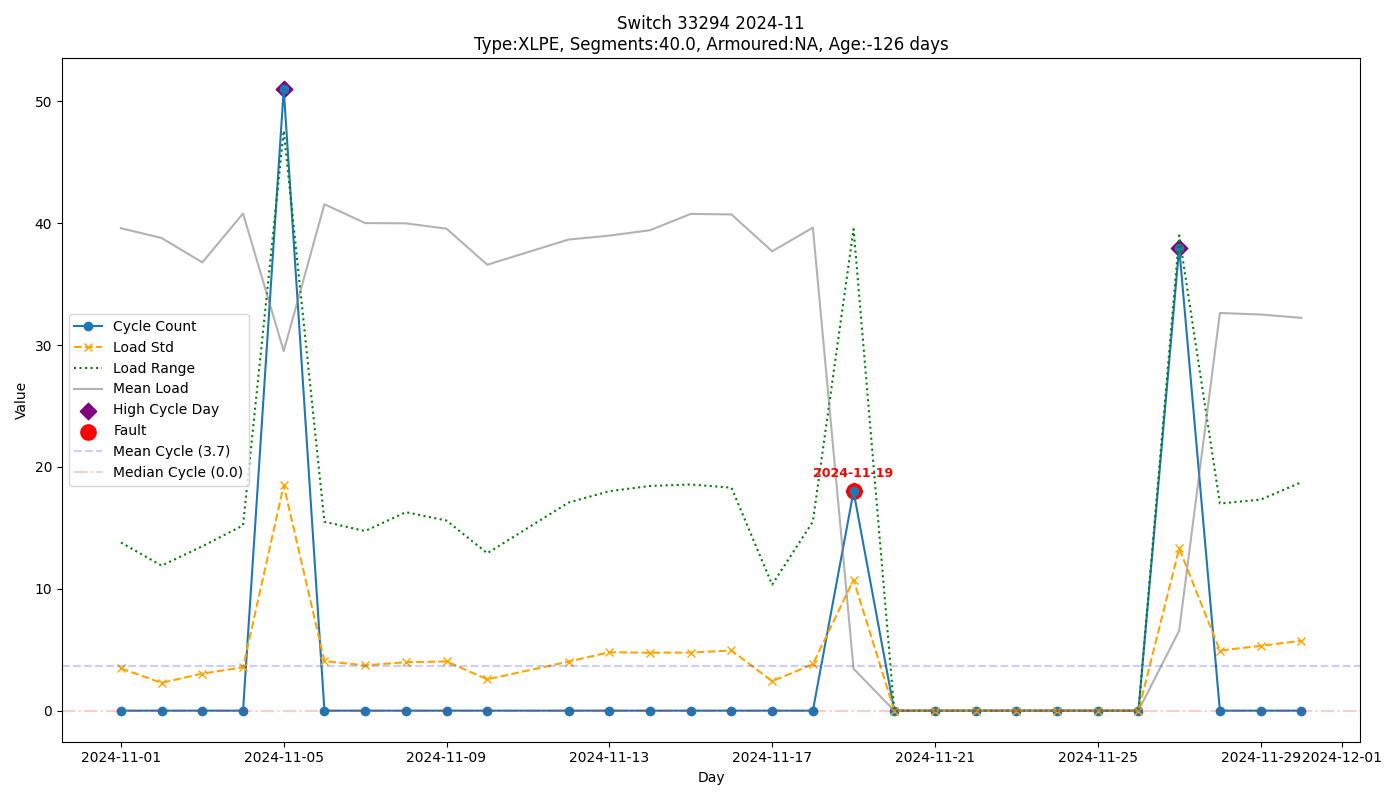 Switch 33294 2024-11
Type:XLPE, Segments:40.0, Armoured:NA, Age:-126 days
50
40
30
20
10
0
Value
Cycle Count
Load Std
Load Range
Mean Load
High Cycle Day
Fault
Mean Cycle (3.7)
Median Cycle (0.0)
2024-11-19
2024-11-01 2024-11-05 2024-11-09 2024-11-13 2024-11-17 2024-11-21 2024-11-25 2024-11-29 2024-12-01
Day